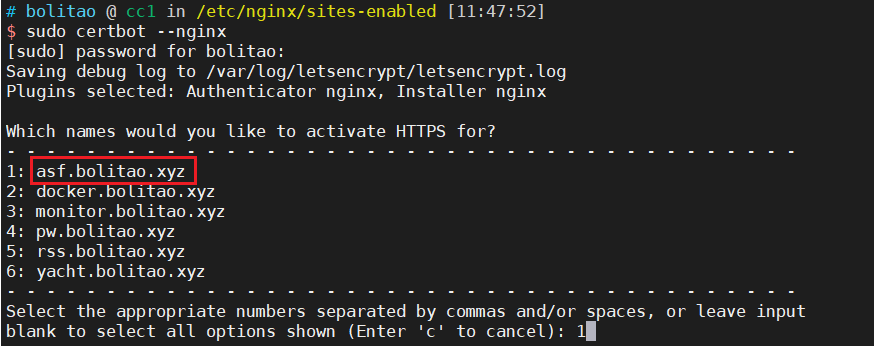 # bolitao @ cc1 in /etc/nginx/sites-enabled [11:47:52]
$ sudo certbot --nginx
[sudo] password for bolitao:
Saving debug log to /var/log/letsencrypt/letsencrypt.log
Plugins selected: Authenticator nginx, Installer nginx

Which names would you like to activate HTTPS for?
- - - - - - - - - - - - - - - - - - - - - - - - - - - - - - - - - - - - - - - -
1: asf.bolitao.xyz
2: docker.bolitao.xyz
3: monitor.bolitao.xyz
4: pw.bolitao.xyz
5: rss.bolitao.xyz
6: yacht.bolitao.xyz
- - - - - - - - - - - - - - - - - - - - - - - - - - - - - - - - - - - - - - - -
Select the appropriate numbers separated by commas and/or spaces, or leave input
blank to select all options shown (Enter 'c' to cancel): 1